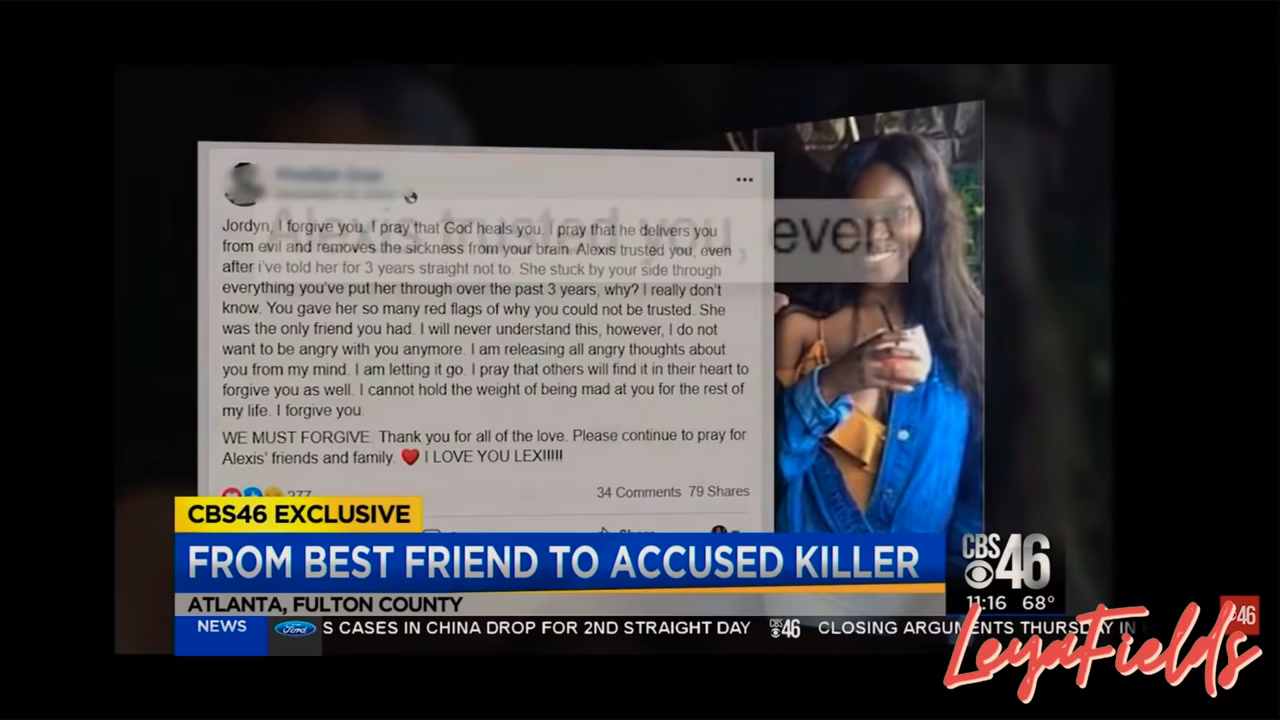 Alexis trusted you, even
Jordyn, I forgive you. I pray that God heals you. I pray that he delivers you
from evil and removes the sickness from your brain. Alexis trusted you, even
after i've told her for 3 years straight not to. She stuck by your side through
everything you've put her through over the past 3 years, why? I really don't
know. You gave her so many red flags of why you could not be trusted. She
was the only friend you had. I will never understand this, however, I do not
want to be angry with you anymore. I am releasing all angry thoughts about
you from my mind. I am letting it go. I pray that others will find it in their heart to
forgive you as well. I cannot hold the weight of being mad at you for the rest of
my life. I forgive you.
WE MUST FORGIVE. Thank you for all of the love. Please continue to pray for
Alexis' friends and family. ❤️ I LOVE YOU LEX!!!!!
277
34 Comments 79 Shares
Share
CBS46 EXCLUSIVE
FROM BEST FRIEND TO ACCUSED KILLER
ATLANTA, FULTON COUNTY
CBS 46
11:16 68°
NEWS
Ford S CASES IN CHINA DROP FOR 2ND STRAIGHT DAY CBS 46 CLOSING ARGUMENTS THURSDAY IN
46
LeyaFields